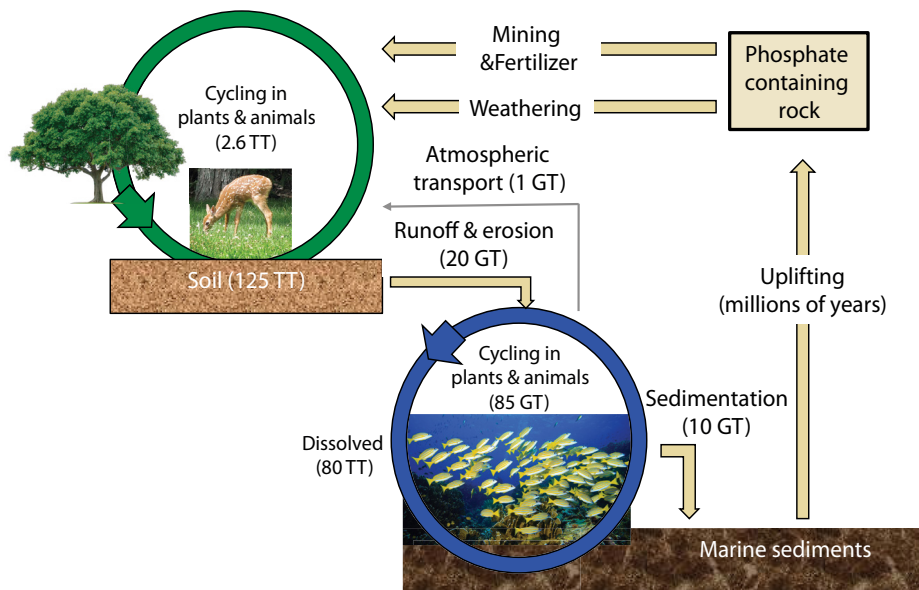 Mining
&Fertilizer
Phosphate
containing
rock
Weathering
Cycling in
plants & animals
(2.6 TT)
Atmospheric
transport (1 GT)
Runoff & erosion
(20 GT)
Soil (125 TT)
Uplifting
(millions of years)
Cycling in
plants & animals
(85 GT)
Sedimentation
(10 GT)
Dissolved
(80 TT)
Marine sediments